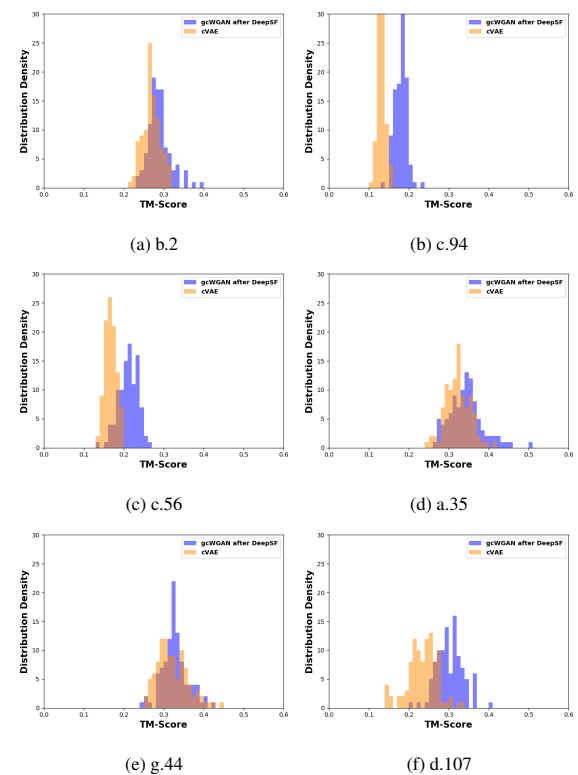 30
25
20
15
10
5
0
Distribution Density
gcWGAN after DeepSF
cVAE
0.0 0.1 0.2 0.3 0.4 0.5 0.6
TM-Score
(a) b.2
30
25
20
15
10
5
0
Distribution Density
gcWGAN after DeepSF
cVAE
0.0 0.1 0.2 0.3 0.4 0.5 0.6
TM-Score
(b) c.94
30
25
20
15
10
5
0
Distribution Density
gcWGAN after DeepSF
cVAE
0.0 0.1 0.2 0.3 0.4 0.5 0.6
TM-Score
(c) c.56
30
25
20
15
10
5
0
Distribution Density
gcWGAN after DeepSF
cVAE
0.0 0.1 0.2 0.3 0.4 0.5 0.6
TM-Score
(d) a.35
30
25
20
15
10
5
0
Distribution Density
gcWGAN after DeepSF
cVAE
0.0 0.1 0.2 0.3 0.4 0.5 0.6
TM-Score
(e) g.44
30
25
20
15
10
5
0
Distribution Density
gcWGAN after DeepSF
cVAE
0.0 0.1 0.2 0.3 0.4 0.5 0.6
TM-Score
(f) d.107